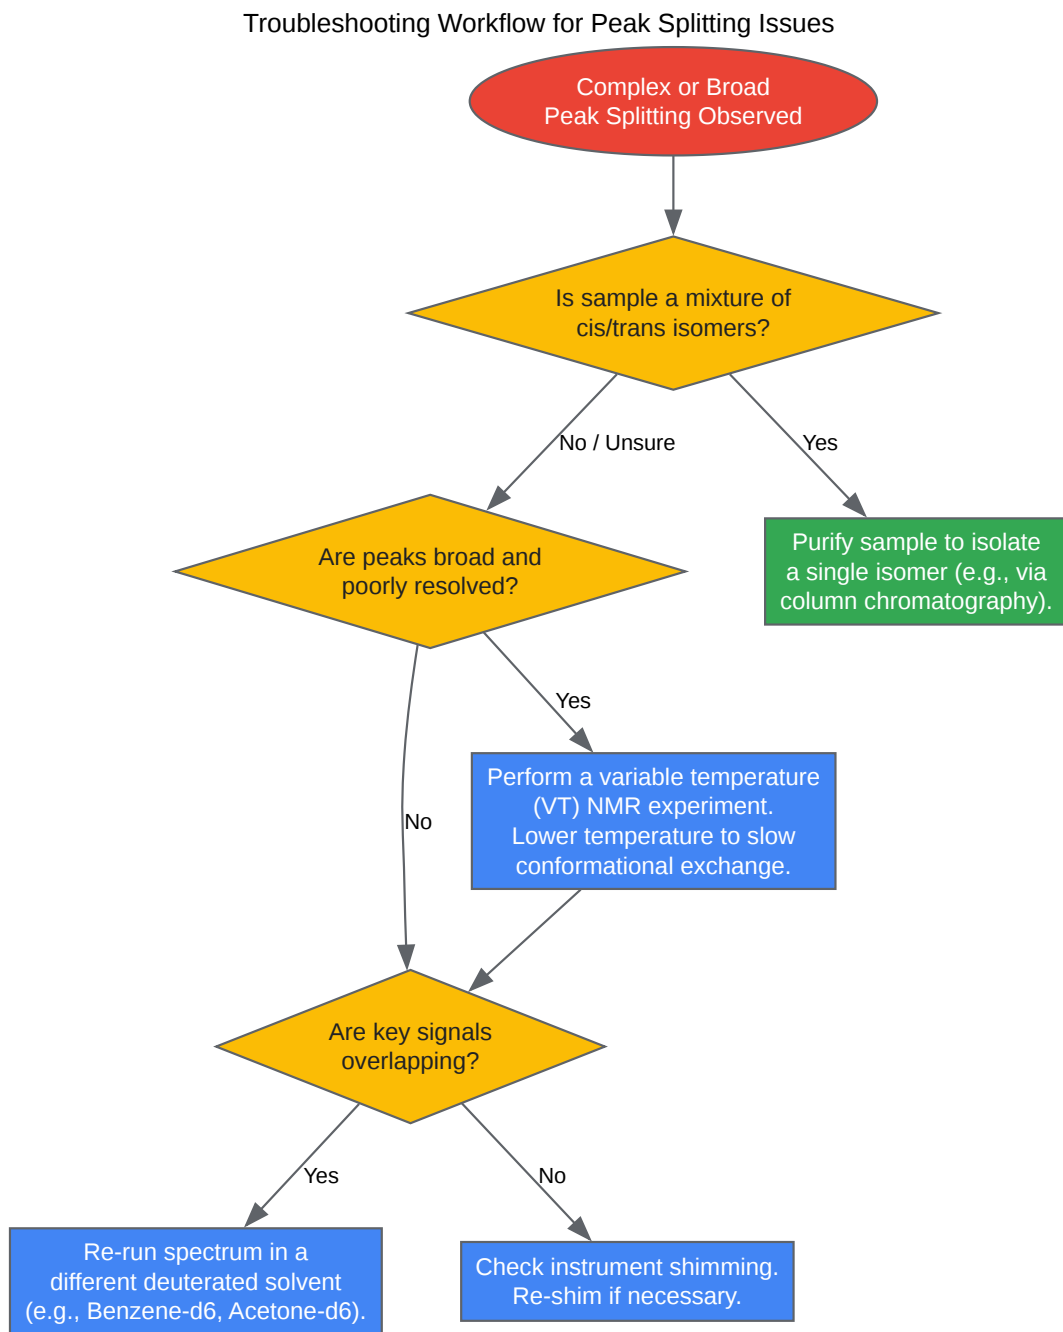 Troubleshooting Workflow for Peak Splitting Issues
Complex or Broad
Peak Splitting Observed
Is sample a mixture of
cis/trans isomers?
No / Unsure
Yes
Are peaks broad and
poorly resolved?
Purify sample to isolate
a single isomer (e.g., via
column chromatography).
Yes
No
Perform a variable temperature
(VT) NMR experiment.
Lower temperature to slow
conformational exchange.
Are key signals
overlapping?
Yes
No
Re-run spectrum in a
different deuterated solvent
(e.g., Benzene-d6, Acetone-d6).
Check instrument shimming.
Re-shim if necessary.